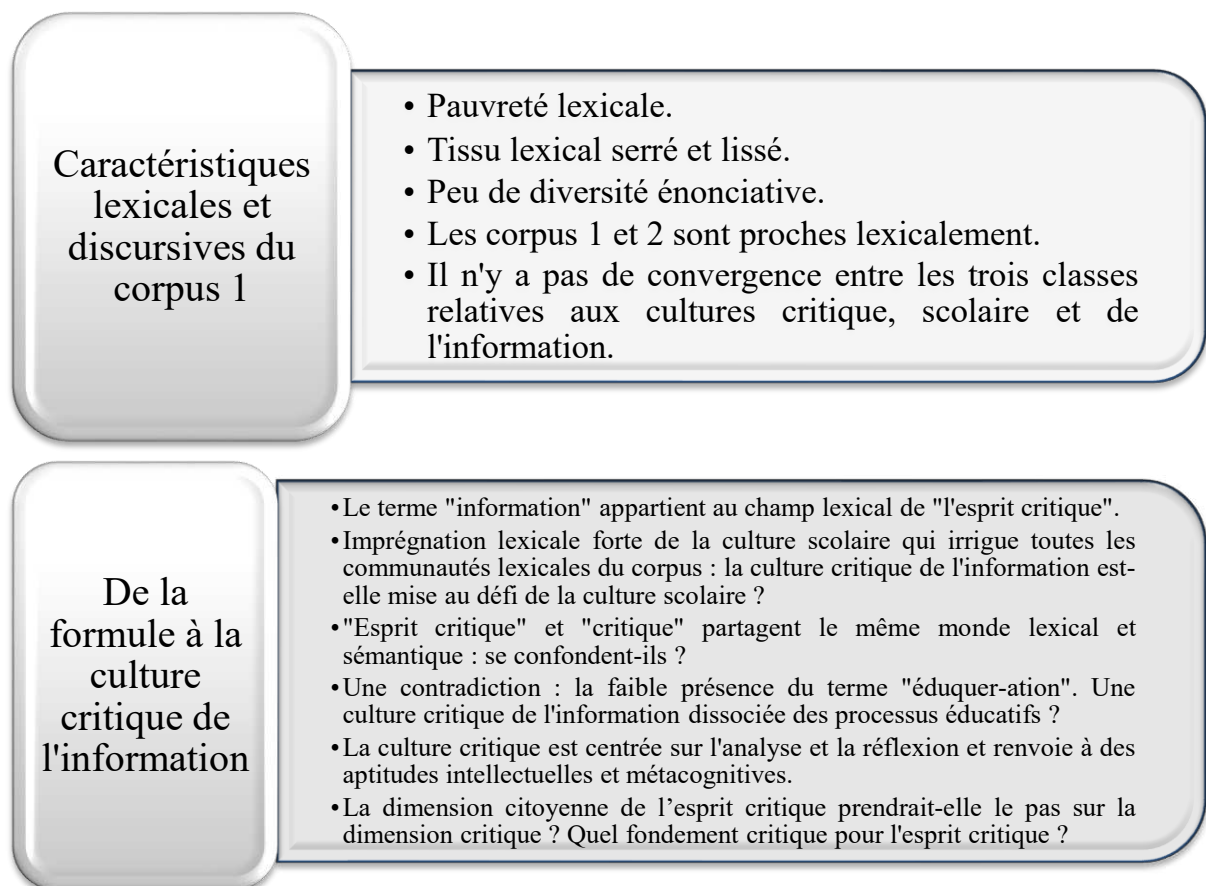 Caractéristiques
lexicales et
discursives du
corpus 1
• Pauvreté lexicale.
• Tissu lexical serré et lissé.
• Peu de diversité énonciative.
• Les corpus 1 et 2 sont proches lexicalement.
• Il n'y a pas de convergence entre les trois classes
relatives aux cultures critique, scolaire et de
l'information.
De la
formule à la
culture
critique de
l'information
•Le terme "information" appartient au champ lexical de "l'esprit critique".
•Imprégnation lexicale forte de la culture scolaire qui irrigue toutes les
communautés lexicales du corpus : la culture critique de l'information est-
elle mise au défi de la culture scolaire ?
•"Esprit critique" et "critique" partagent le même monde lexical et
sémantique : se confondent-ils ?
•Une contradiction : la faible présence du terme "éduquer-ation". Une
culture critique de l'information dissociée des processus éducatifs ?
•La culture critique est centrée sur l'analyse et la réflexion et renvoie à des
aptitudes intellectuelles et métacognitives.
•La dimension citoyenne de l’esprit critique prendrait-elle le pas sur la
dimension critique ? Quel fondement critique pour l'esprit critique ?